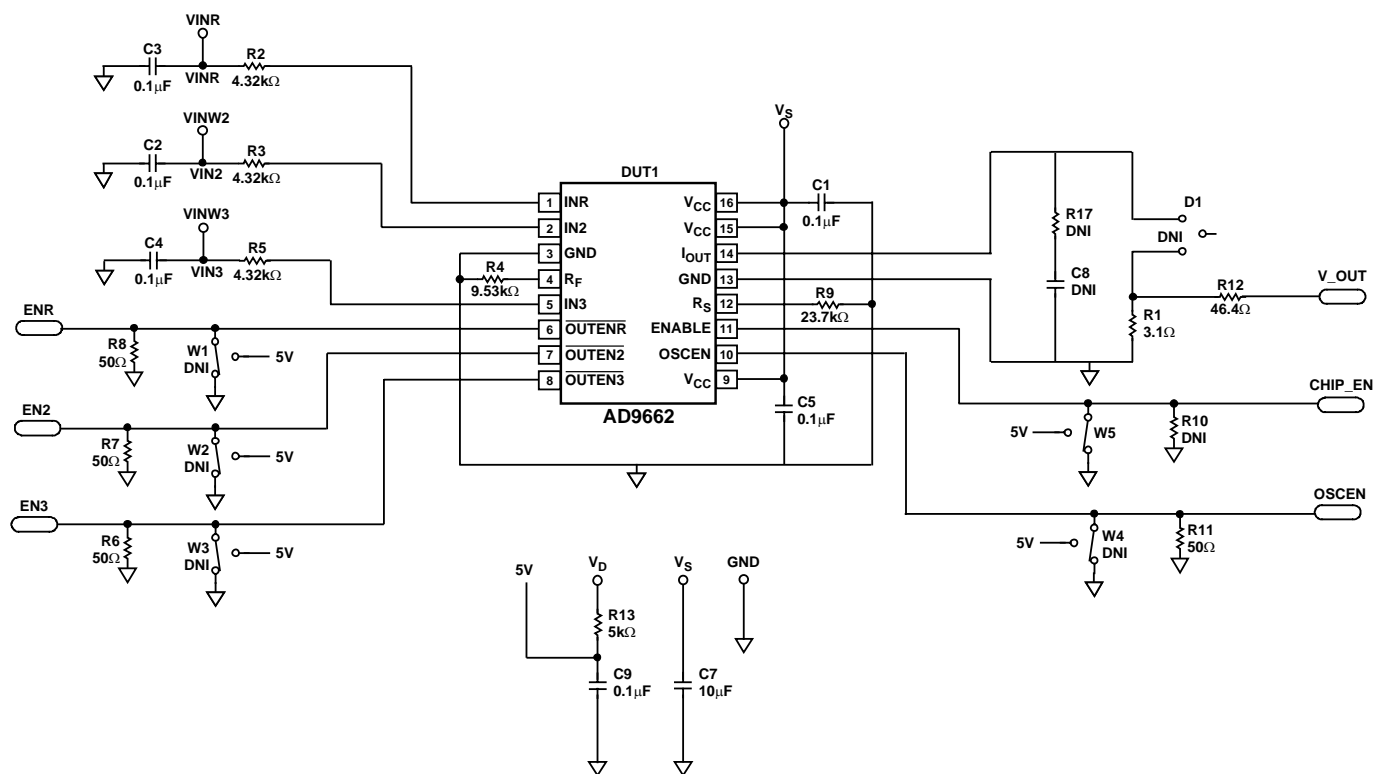 VINR
C3
0.1µF
VINR
R2
4.32kΩ
VINW2
C2
0.1µF
VIN2
R3
4.32kΩ
VINW3
C4
0.1µF
VIN3
R5
4.32kΩ
ENR
R8
50Ω
W1
DNI
5V
EN2
R7
50Ω
W2
DNI
5V
EN3
R6
50Ω
W3
DNI
5V
R4
9.53kΩ
DUT1
1 INR
2 IN2
3 GND
4 RF
5 IN3
6 OUTENR
7 OUTEN2
8 OUTEN3
VCC 16
VCC 15
IOUT 14
GND 13
RS 12
ENABLE 11
OSCEN 10
VCC 9
AD9662
VS
C1
0.1µF
R9
23.7kΩ
C5
0.1µF
R17
DNI
C8
DNI
D1
DNI
R1
3.1Ω
R12
46.4Ω
V_OUT
CHIP_EN
5V
W5
R10
DNI
OSCEN
5V
W4
DNI
R11
50Ω
5V
VD
R13
5kΩ
C9
0.1µF
VS
C7
10µF
GND